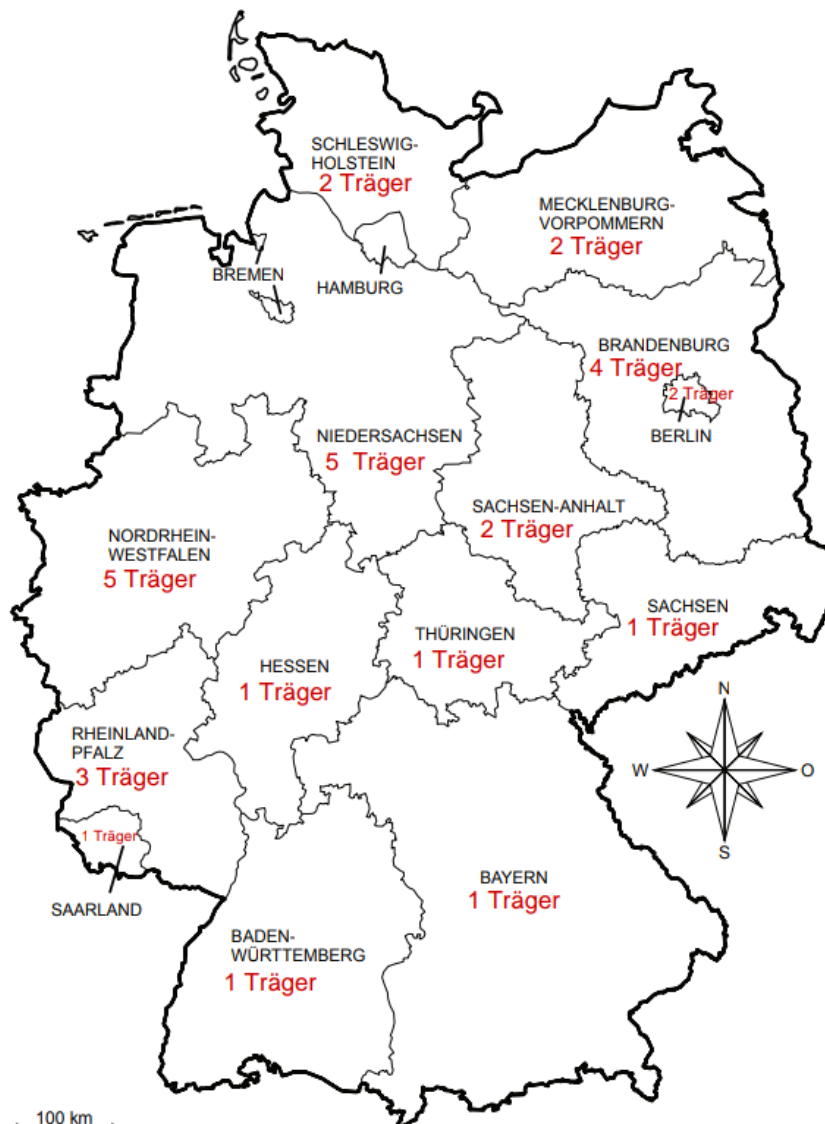 SCHLESWIG-
HOLSTEIN
2 Träger
MECKLENBURG-
VORPOMMERN
2 Träger
BREMEN
HAMBURG
BRANDENBURG
4 Träger
2 Träger
BERLIN
NIEDERSACHSEN
5 Träger
SACHSEN-ANHALT
2 Träger
NORDRHEIN-
WESTFALEN
5 Träger
SACHSEN
1 Träger
THÜRINGEN
1 Träger
HESSEN
1 Träger
N
W
O
S
RHEINLAND-
PFALZ
3 Träger
1 Träger
SAARLAND
BAYERN
1 Träger
BADEN-
WÜRTTEMBERG
1 Träger
100 km